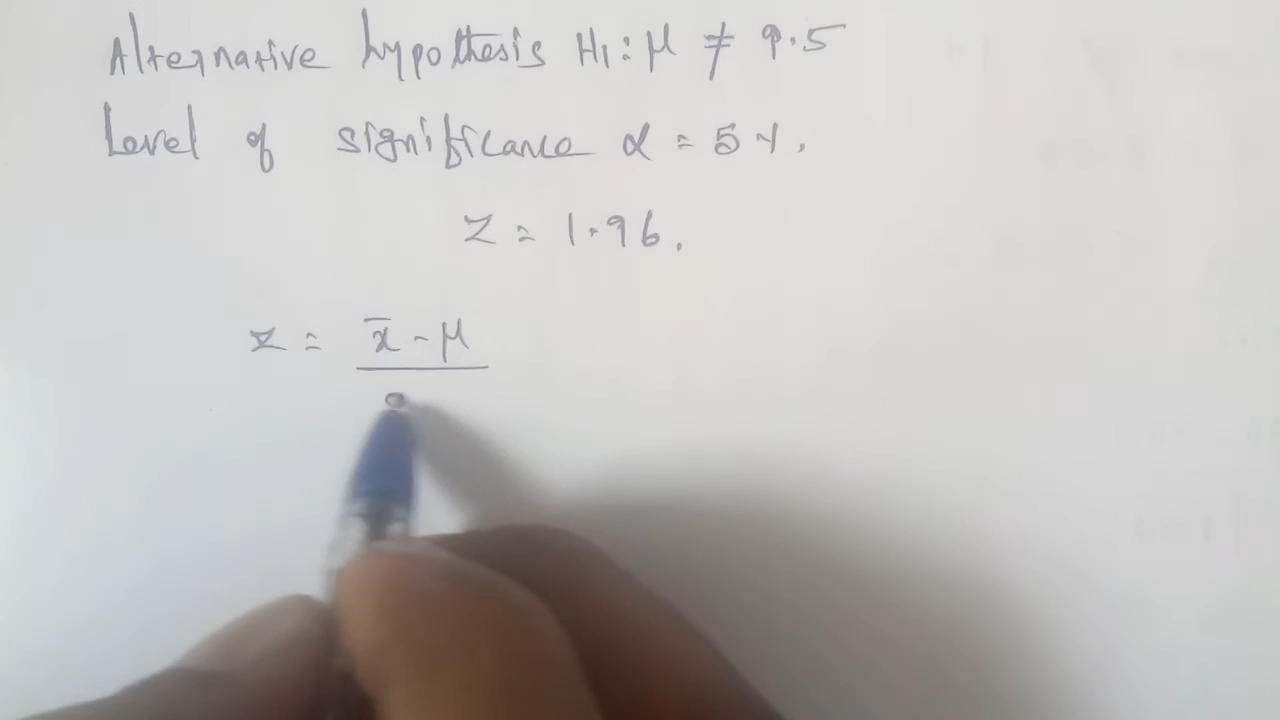 Alternative hypothesis H1 : μ ≠ 9.5
Level of significance α = 5 %.
Z = 1.96.
Z = x̄ - μ